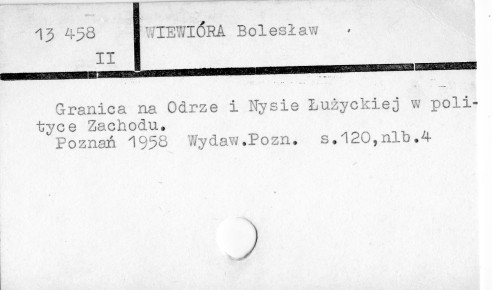 13 458
II
WIEWIÓRA Bolesław
Granica na Odrze i Nysie Łużyckiej w poli-
tyce Zachodu.
Poznań 1958 Wydaw.Pozn. s.120,nlb.4